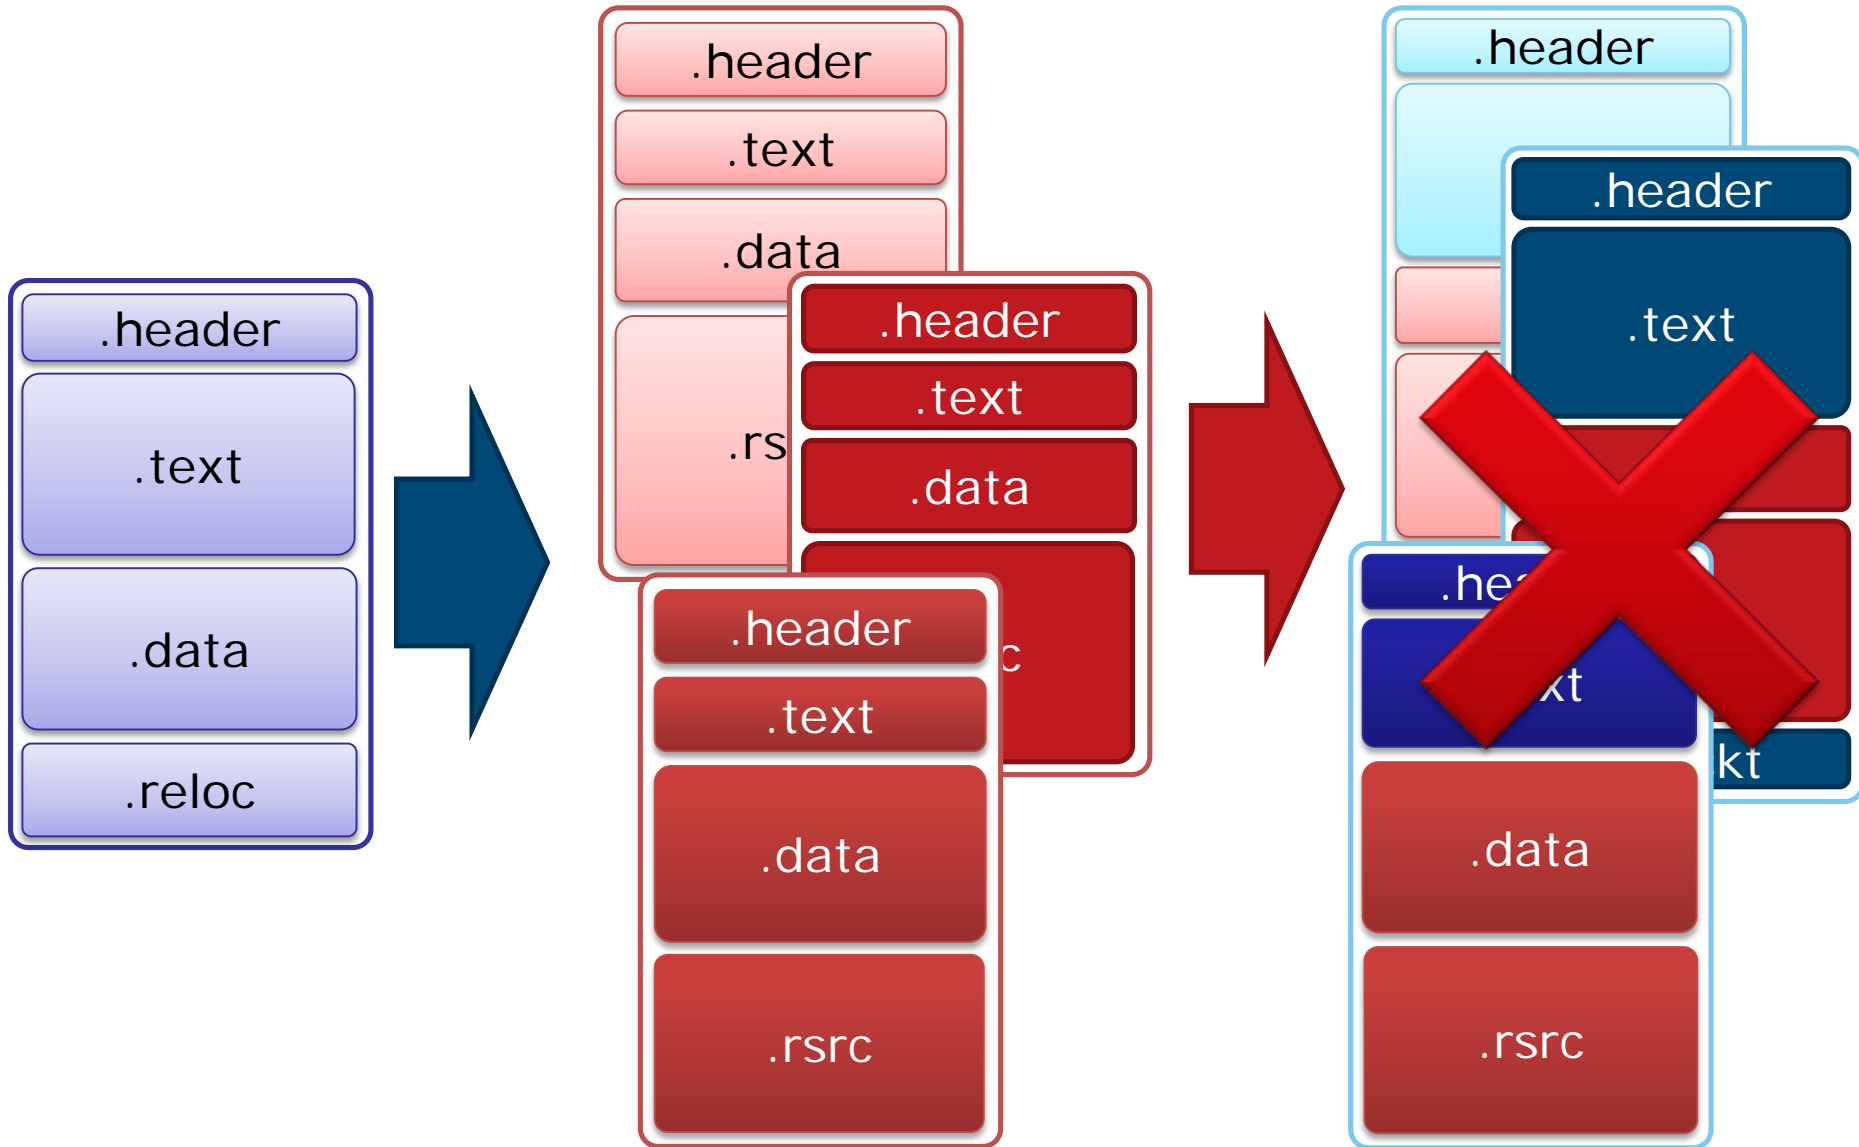 .header
.text
.data
.reloc
.header
.text
.data
.header
.text
.data
.header
.text
.data
.rsrc
.header
.header
.text
.data
.rsrc